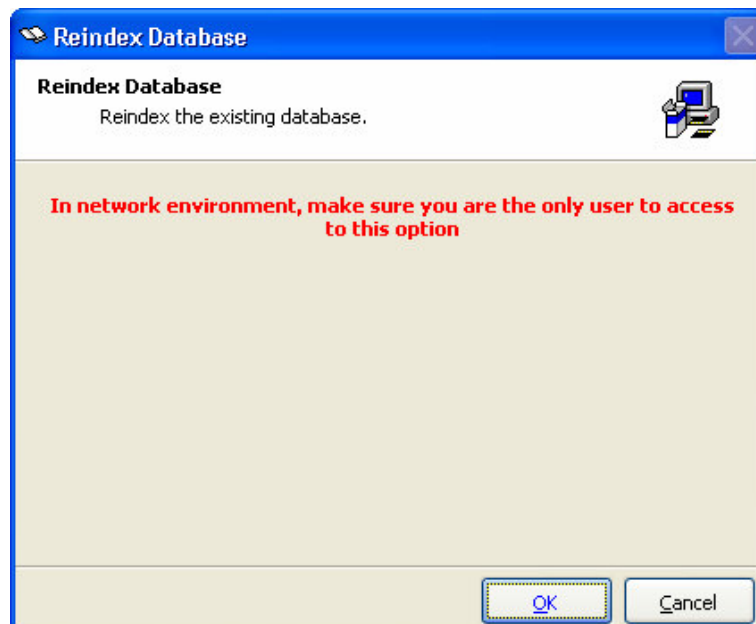 Reindex Database
Reindex Database
Reindex the existing database.
In network environment, make sure you are the only user to access
to this option
OK
Cancel